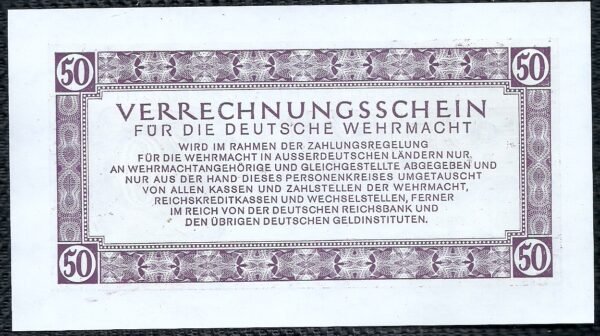 50 50
VERRECHNUNGSSCHEIN
FÜR DIE DEUTSCHE WEHRMACHT
WIRD IM RAHMEN DER ZAHLUNGSREGELUNG
FÜR DIE WEHRMACHT IN AUSSERDEUTSCHEN LÄNDERN NUR
AN WEHRMACHTANGEHÖRIGE UND GLEICHGESTELLTE ABGEGEBEN UND
NUR AUS DER HAND DIESES PERSONENKREISES UMGETAUSCHT
VON ALLEN KASSEN UND ZAHLSTELLEN DER WEHRMACHT,
REICHSKREDITKASSEN UND WECHSELSTELLEN, FERNER
IM REICH VON DER DEUTSCHEN REICHSBANK UND
DEN ÜBRIGEN DEUTSCHEN GELDINSTITUTEN.
50 50